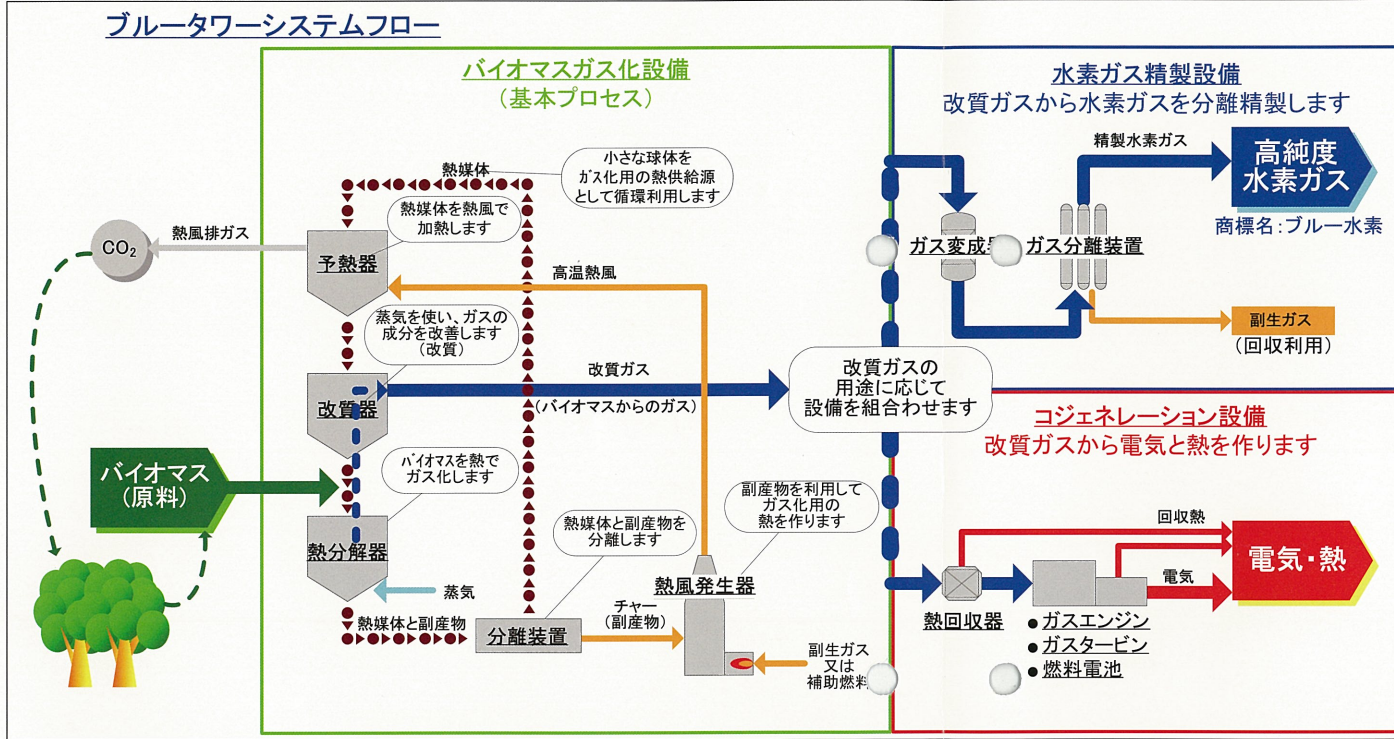 ブルータワーシステムフロー
バイオマスガス化設備
(基本プロセス)
熱媒体
小さな球体を
ガス化用の熱供給源
として循環利用します
熱媒体を熱風で
加熱します
CO2
熱風排ガス
予熱器
高温熱風
蒸気を使い、ガスの
成分を改善します
(改質)
改質器
改質ガス
(バイオマスからのガス)
改質ガスの
用途に応じて
設備を組合わせます
バイオマス
(原料)
バイオマスを熱で
ガス化します
熱分解器
蒸気
熱媒体と副産物を
分離します
副産物を利用して
ガス化用の
熱を作ります
熱風発生器
熱媒体と副産物
分離装置
チャー
(副産物)
副生ガス
又は
補助燃料
水素ガス精製設備
改質ガスから水素ガスを分離精製します
精製水素ガス
高純度
水素ガス
商標名:ブルー水素
ガス変成
ガス分離装置
副生ガス
(回収利用)
コジェネレーション設備
改質ガスから電気と熱を作ります
回収熱
電気・熱
電気
熱回収器
●ガスエンジン
●ガスタービン
●燃料電池